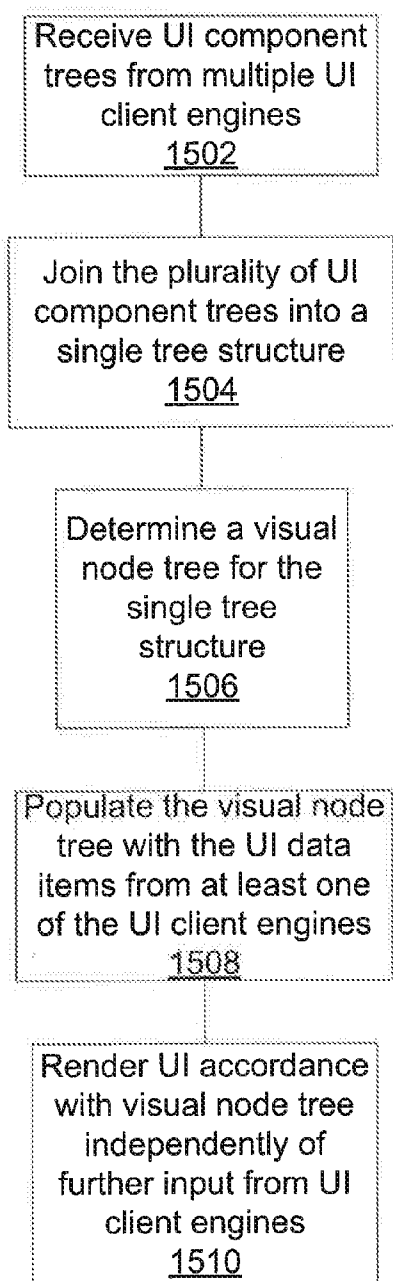 Receive UI component
trees from multiple UI
client engines
1502
Join the plurality of UI
component trees into a
single tree structure
1504
Determine a visual
node tree for the
single tree
structure
1506
Populate the visual node
tree with the UI data
items from at least one
of the UI client engines
1508
Render UI accordance
with visual node tree
independently of
further input from UI
client engines
1510